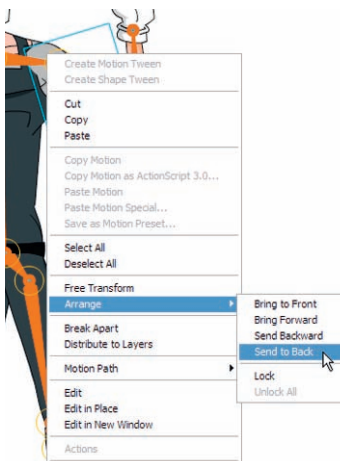 Create Motion Tween
Create Shape Tween
Cut
Copy
Paste
Copy Motion
Copy Motion as ActionScript 3.0...
Paste Motion
Paste Motion Special...
Save as Motion Preset...
Select All
Deselect All
Free Transform
Arrange
Break Apart
Distribute to Layers
Motion Path
Edit
Edit in Place
Edit in New Window
Actions
Bring to Front
Bring Forward
Send Backward
Send to Back
Lock
Unlock All